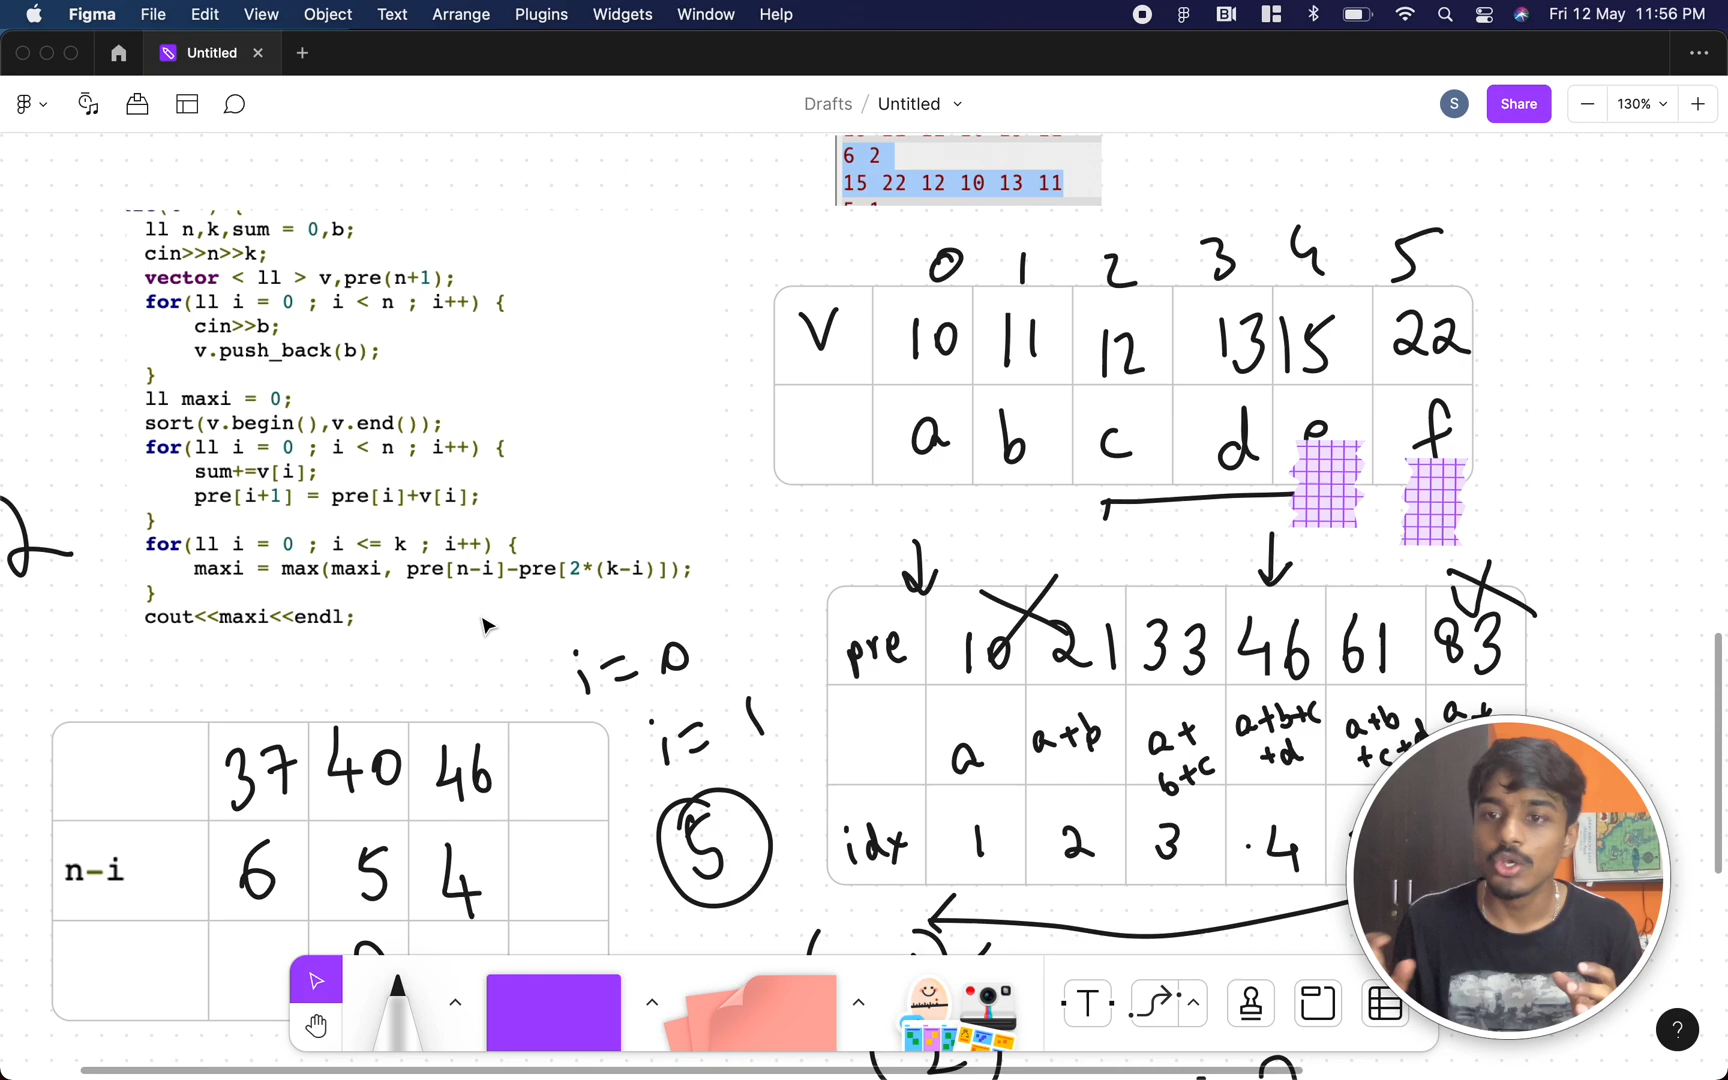 Figma File Edit View Object Text Arrange Plugins Widgets Window Help Fri 12 May 11:56 PM
Untitled
Drafts / Untitled S Share 130%
6 2
15 22 12 10 13 11
ll n,k,sum = 0,b;
cin>>n>>k;
vector < ll > v,pre(n+1);
for(ll i = 0 ; i < n ; i++) {
cin>>b;
v.push_back(b);
}
ll maxi = 0;
sort(v.begin(),v.end());
for(ll i = 0 ; i < n ; i++) {
sum+=v[i];
pre[i+1] = pre[i]+v[i];
}
for(ll i = 0 ; i <= k ; i++) {
maxi = max(maxi, pre[n-i]-pre[2*(k-i)]);
}
cout<<maxi<<endl;
2
0 1 2 3 4 5
V 10 11 12 13 15 22
a b c d e f
pre 10 21 33 46 61 83
a a+b a+b+c a+b+c+d a+b+c+d
idx 1 2 3 4
i = 0
i = 1
5
37 40 46
n-i 6 5 4
T
?